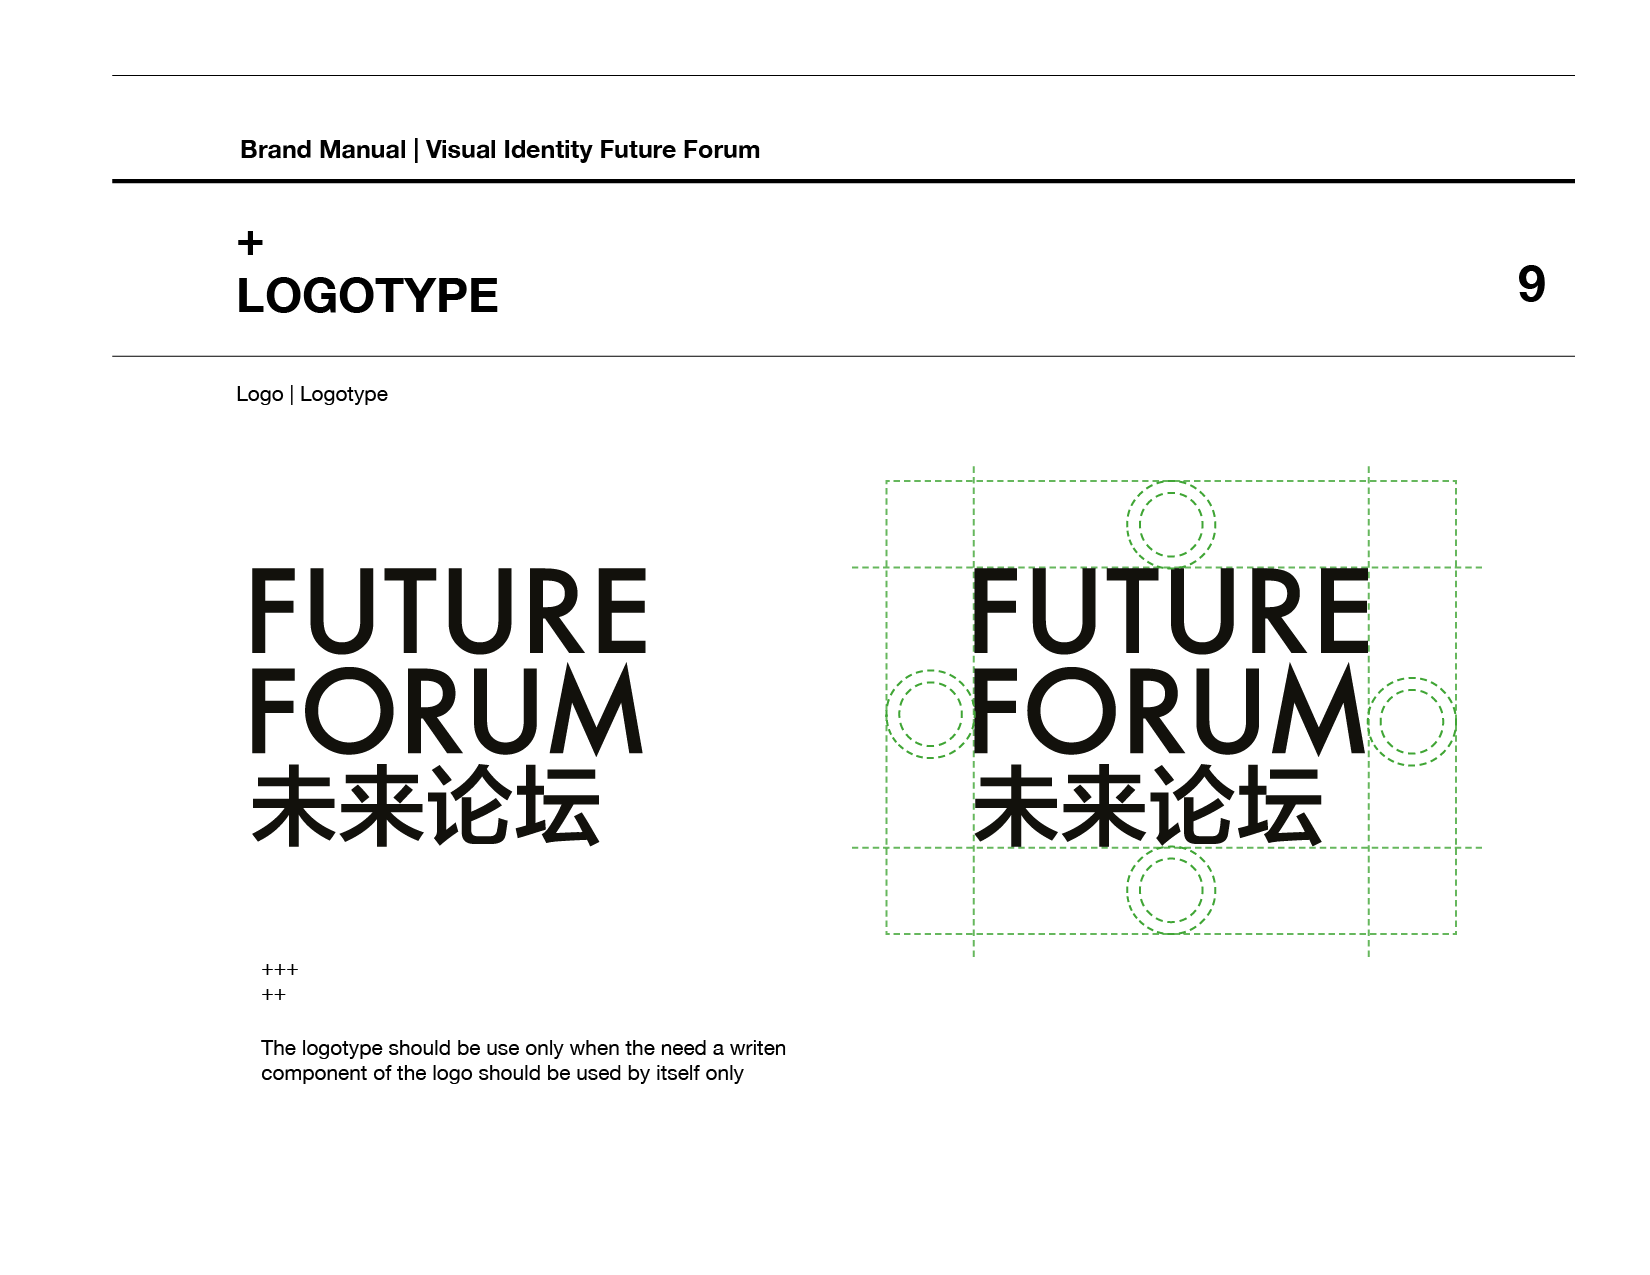 Brand Manual | Visual Identity Future Forum
+
LOGOTYPE
9
Logo | Logotype
FUTURE
FORUM
未来论坛
FUTURE
FORUM
未来论坛
+++
++
The logotype should be use only when the need a writen
component of the logo should be used by itself only